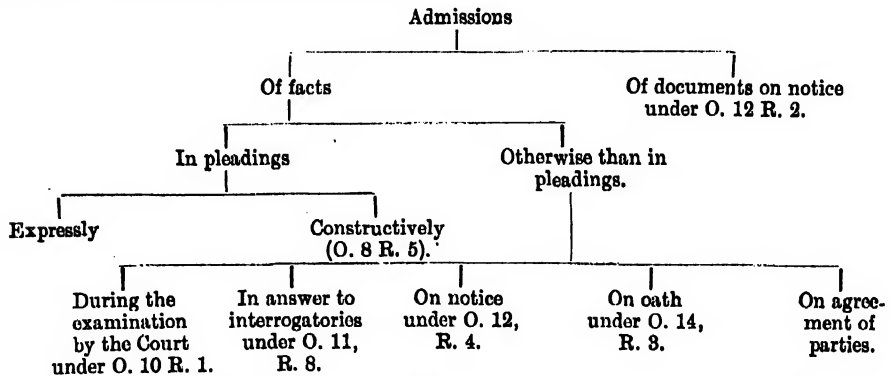 Admissions
Of facts
Of documents on notice
under O. 12 R. 2.
In pleadings
Otherwise than in
pleadings.
Expressly
Constructively
(O. 8 R. 5).
During the
examination
by the Court
under O. 10 R. 1.
In answer to
interrogatories
under O. 11,
R. 8.
On notice
under O. 12,
R. 4.
On oath
under O. 14,
R. 3.
On agree-
ment of
parties.